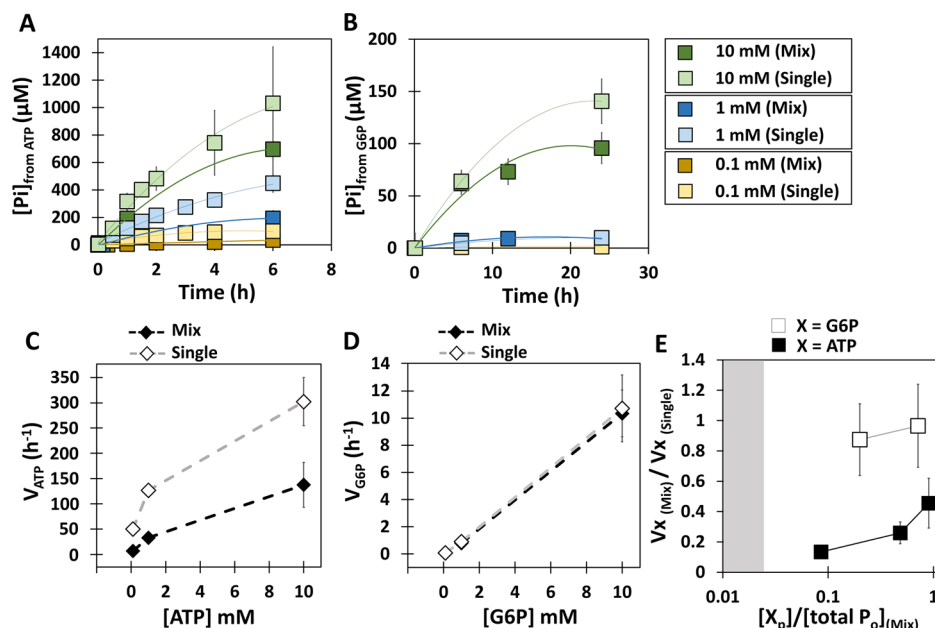 A
[Pi]from ATP (μM)
1400
1200
1000
800
600
400
200
0
0 2 4 6 8
Time (h)
B
[Pi]from G6P (μM)
200
150
100
50
0
0 10 20 30
Time (h)
10 mM (Mix)
10 mM (Single)
1 mM (Mix)
1 mM (Single)
0.1 mM (Mix)
0.1 mM (Single)
C
Mix
Single
VATP (h-1)
350
300
250
200
150
100
50
0
0 2 4 6 8 10
[ATP] mM
D
Mix
Single
VG6P (h-1)
14
12
10
8
6
4
2
0
0 2 4 6 8 10
[G6P] mM
E
X = G6P
X = ATP
Vx (Mix) / Vx (Single)
1.4
1.2
1
0.8
0.6
0.4
0.2
0
0.01 0.1 1
[Xp]/[total Po](Mix)